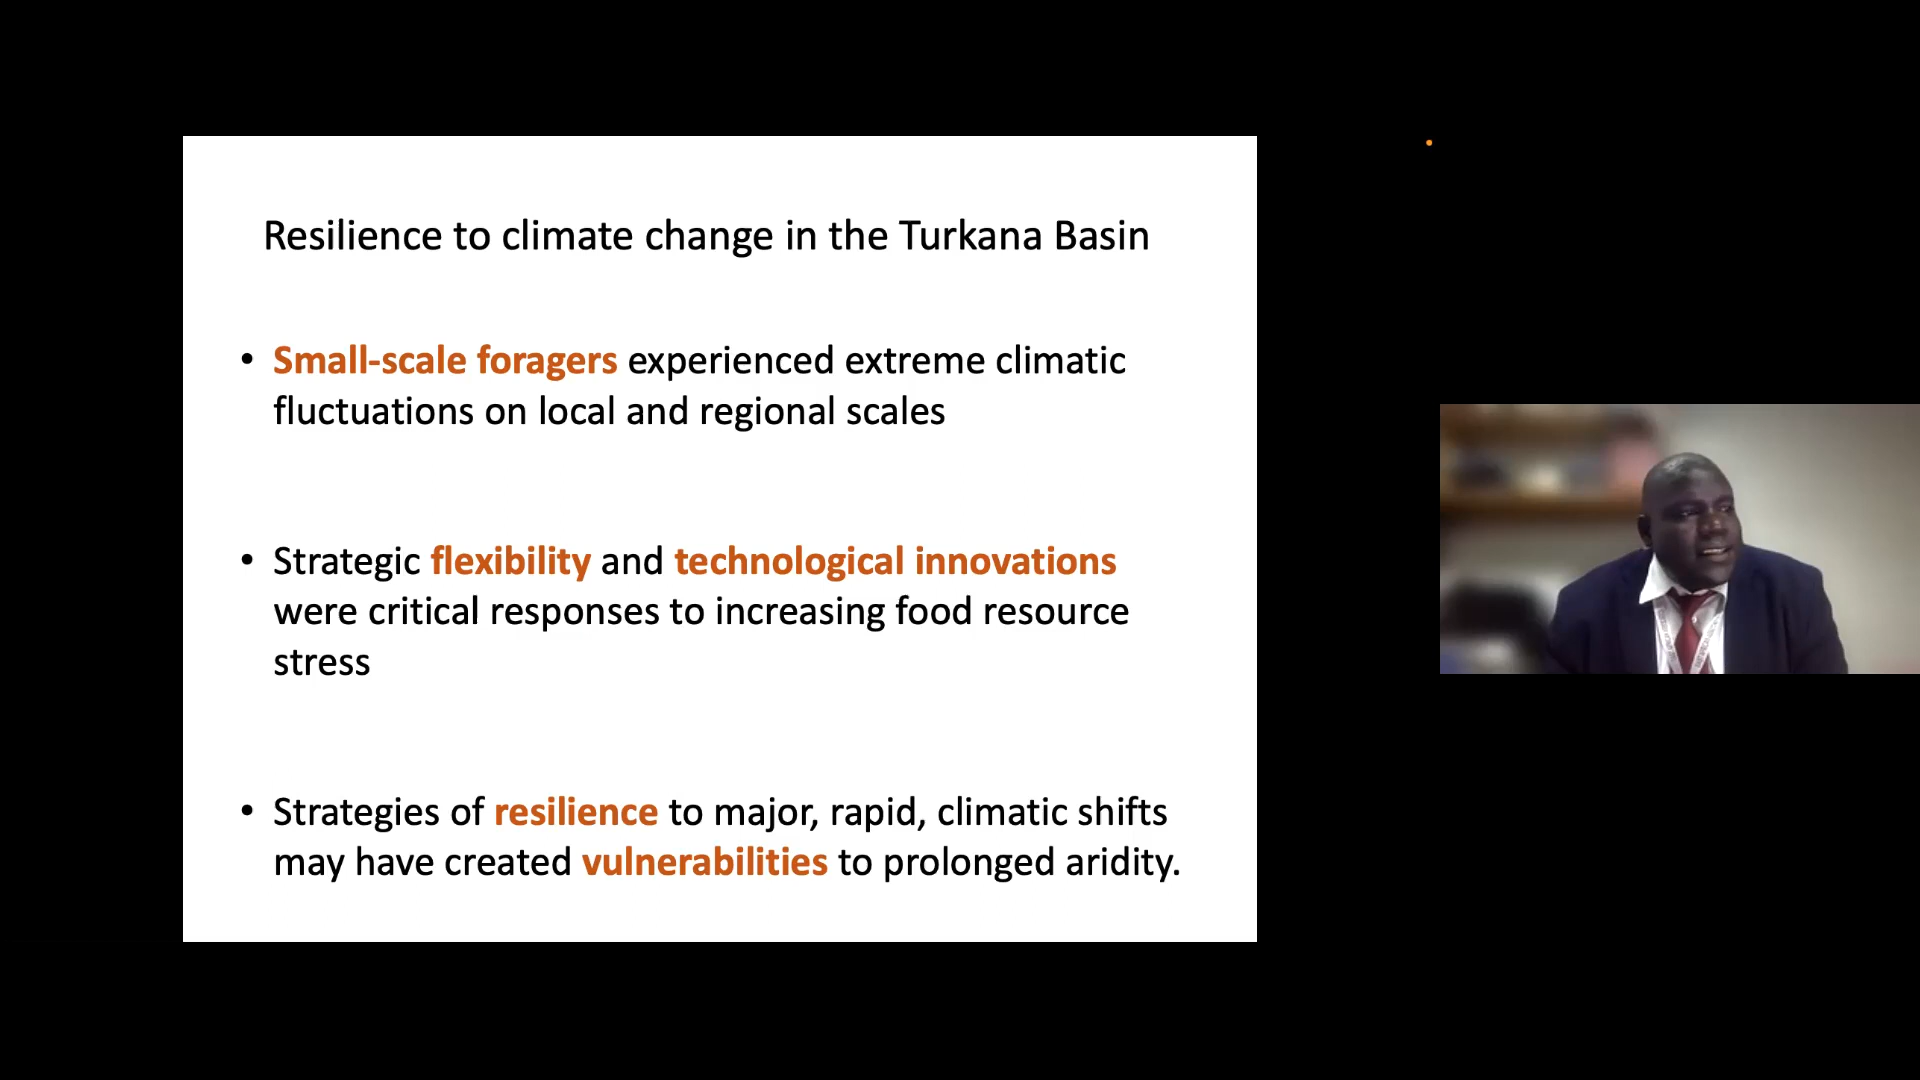 Resilience to climate change in the Turkana Basin
• Small-scale foragers experienced extreme climatic
fluctuations on local and regional scales
• Strategic flexibility and technological innovations
were critical responses to increasing food resource
stress
• Strategies of resilience to major, rapid, climatic shifts
may have created vulnerabilities to prolonged aridity.